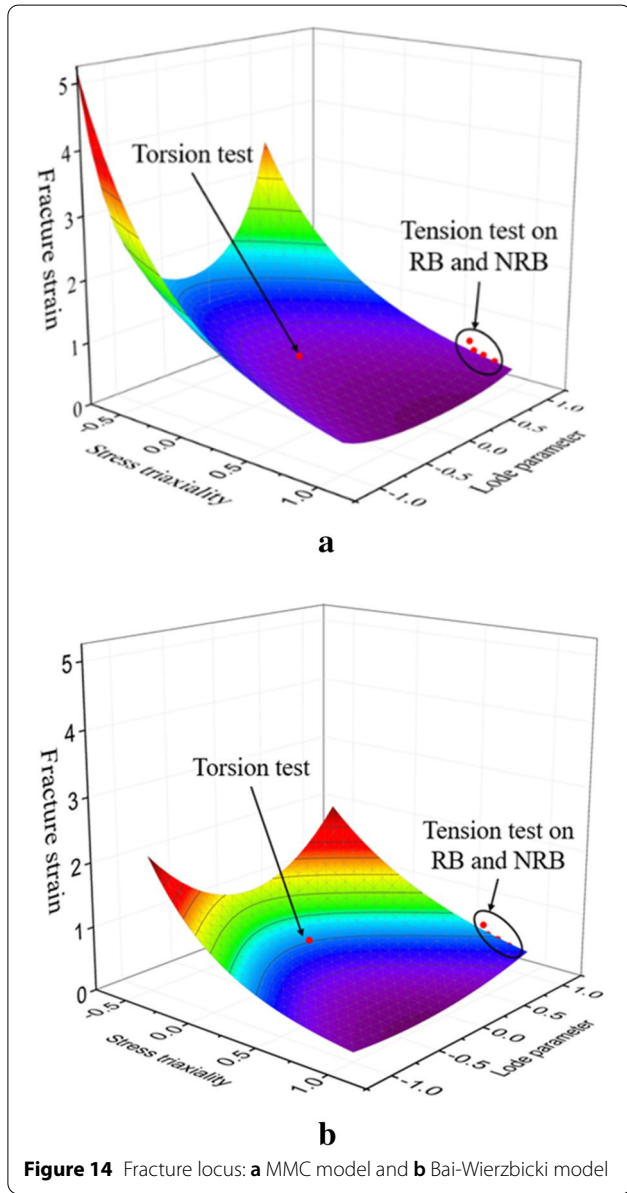 5
4
3
2
1
0
Fracture strain
Torsion test
Tension test on
RB and NRB
-0.5
0.0
0.5
1.0
Stress triaxiality
-1.0
-0.5
0.0
0.5
1.0
Lode parameter
a
5
4
3
2
1
0
Fracture strain
Torsion test
Tension test on
RB and NRB
-0.5
0.0
0.5
1.0
Stress triaxiality
-1.0
-0.5
0.0
0.5
1.0
Lode parameter
b
Figure 14 Fracture locus: a MMC model and b Bai-Wierzbicki model